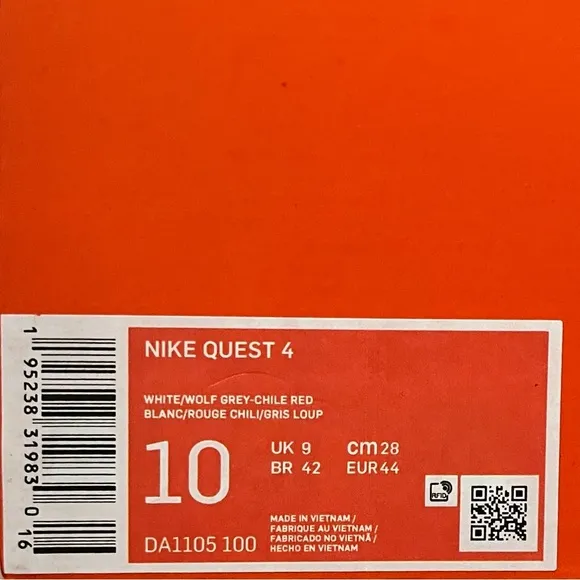 NIKE QUEST 4
WHITE/WOLF GREY-CHILE RED
BLANC/ROUGE CHILI/GRIS LOUP
10
UK 9 cm 28
BR 42 EUR 44
DA1105 100
MADE IN VIETNAM /
FABRIQUE AU VIETNAM /
FABRICADO NO VIETNÃ /
HECHO EN VIETNAM
RFID
1 95238 31983 0 16